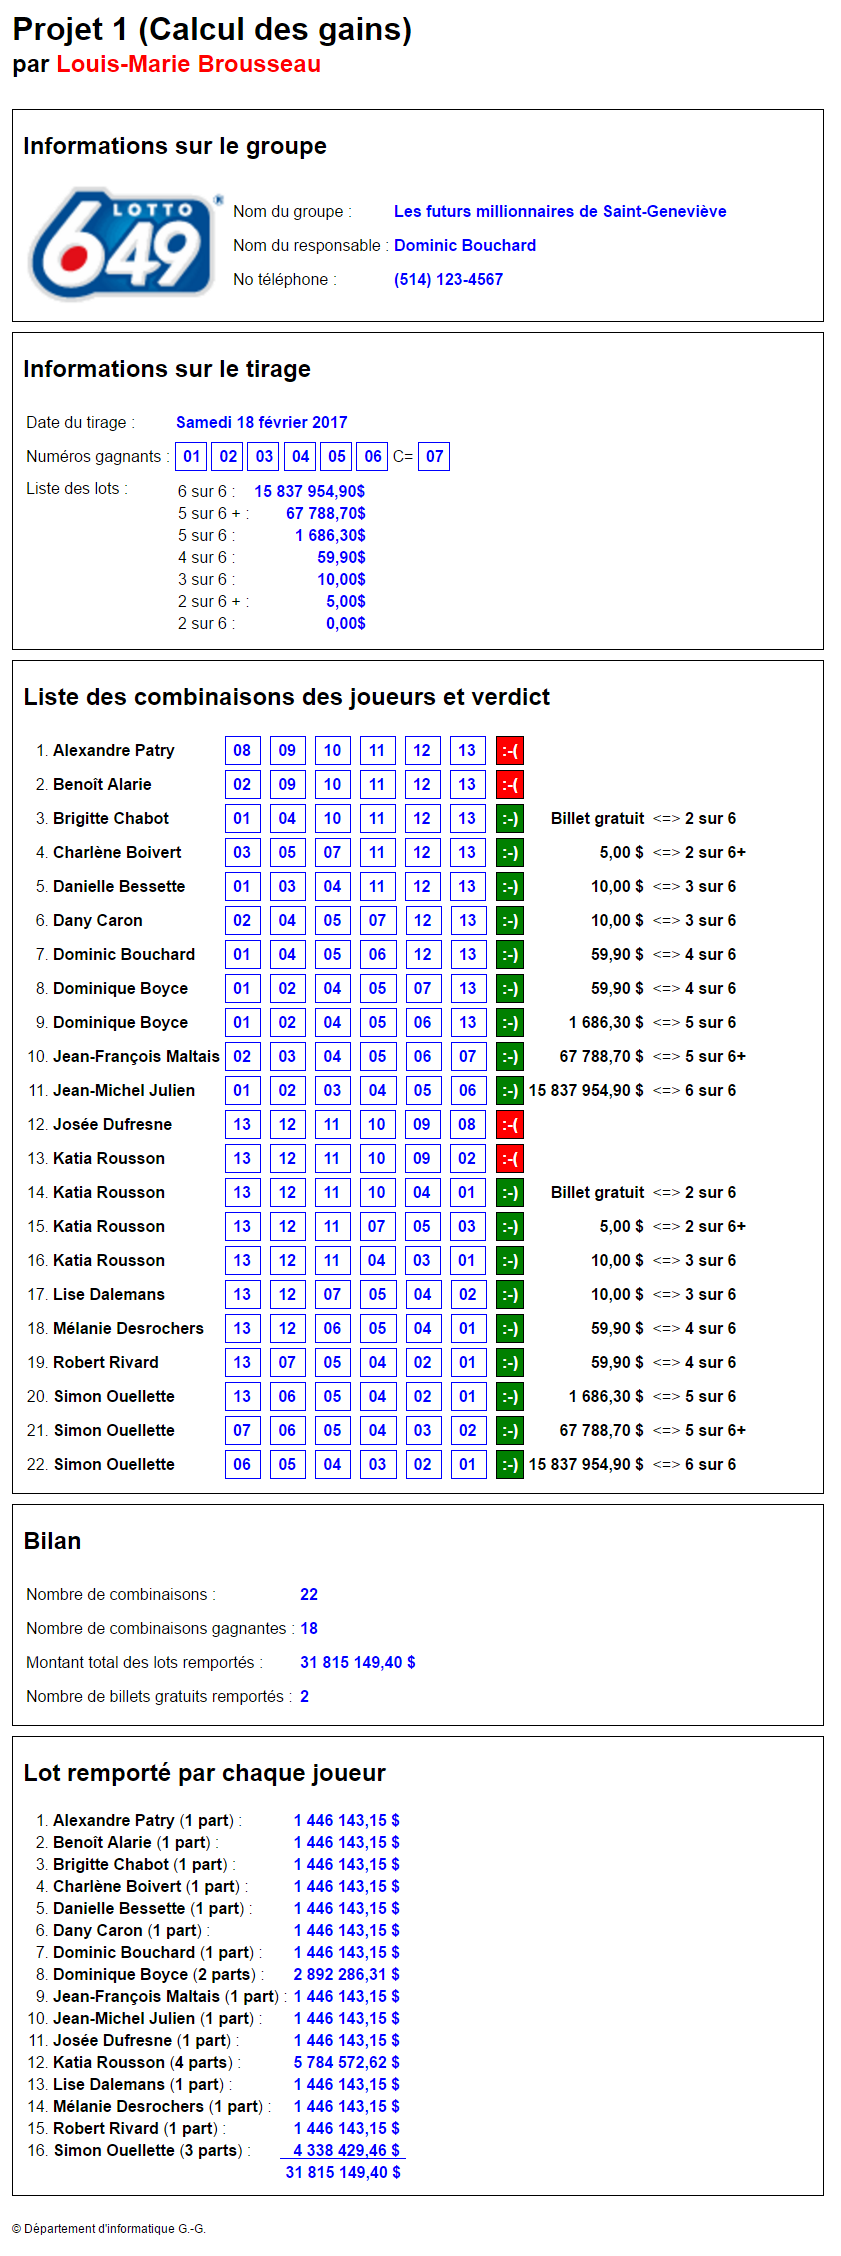 Projet 1 (Calcul des gains)
par Louis-Marie Brousseau
Informations sur le groupe
LOTTO ®
649
Nom du groupe : Les futurs millionnaires de Saint-Geneviève
Nom du responsable : Dominic Bouchard
No téléphone : (514) 123-4567
Informations sur le tirage
Date du tirage : Samedi 18 février 2017
Numéros gagnants : 01 02 03 04 05 06 C= 07
Liste des lots : 6 sur 6 : 15 837 954,90$
5 sur 6 + : 67 788,70$
5 sur 6 : 1 686,30$
4 sur 6 : 59,90$
3 sur 6 : 10,00$
2 sur 6 + : 5,00$
2 sur 6 : 0,00$
Liste des combinaisons des joueurs et verdict
1. Alexandre Patry 08 09 10 11 12 13 :-(
2. Benoît Alarie 02 09 10 11 12 13 :-(
3. Brigitte Chabot 01 04 10 11 12 13 :-) Billet gratuit <=> 2 sur 6
4. Charlène Boivert 03 05 07 11 12 13 :-) 5,00 $ <=> 2 sur 6+
5. Danielle Bessette 01 03 04 11 12 13 :-) 10,00 $ <=> 3 sur 6
6. Dany Caron 02 04 05 07 12 13 :-) 10,00 $ <=> 3 sur 6
7. Dominic Bouchard 01 04 05 06 12 13 :-) 59,90 $ <=> 4 sur 6
8. Dominique Boyce 01 02 04 05 07 13 :-) 59,90 $ <=> 4 sur 6
9. Dominique Boyce 01 02 04 05 06 13 :-) 1 686,30 $ <=> 5 sur 6
10. Jean-François Maltais 02 03 04 05 06 07 :-) 67 788,70 $ <=> 5 sur 6+
11. Jean-Michel Julien 01 02 03 04 05 06 :-) 15 837 954,90 $ <=> 6 sur 6
12. Josée Dufresne 13 12 11 10 09 08 :-(
13. Katia Rousson 13 12 11 10 09 02 :-(
14. Katia Rousson 13 12 11 10 04 01 :-) Billet gratuit <=> 2 sur 6
15. Katia Rousson 13 12 11 07 05 03 :-) 5,00 $ <=> 2 sur 6+
16. Katia Rousson 13 12 11 04 03 01 :-) 10,00 $ <=> 3 sur 6
17. Lise Dalemans 13 12 07 05 04 02 :-) 10,00 $ <=> 3 sur 6
18. Mélanie Desrochers 13 12 06 05 04 01 :-) 59,90 $ <=> 4 sur 6
19. Robert Rivard 13 07 05 04 02 01 :-) 59,90 $ <=> 4 sur 6
20. Simon Ouellette 13 06 05 04 02 01 :-) 1 686,30 $ <=> 5 sur 6
21. Simon Ouellette 07 06 05 04 03 02 :-) 67 788,70 $ <=> 5 sur 6+
22. Simon Ouellette 06 05 04 03 02 01 :-) 15 837 954,90 $ <=> 6 sur 6
Bilan
Nombre de combinaisons : 22
Nombre de combinaisons gagnantes : 18
Montant total des lots remportés : 31 815 149,40 $
Nombre de billets gratuits remportés : 2
Lot remporté par chaque joueur
1. Alexandre Patry (1 part) : 1 446 143,15 $
2. Benoît Alarie (1 part) : 1 446 143,15 $
3. Brigitte Chabot (1 part) : 1 446 143,15 $
4. Charlène Boivert (1 part) : 1 446 143,15 $
5. Danielle Bessette (1 part) : 1 446 143,15 $
6. Dany Caron (1 part) : 1 446 143,15 $
7. Dominic Bouchard (1 part) : 1 446 143,15 $
8. Dominique Boyce (2 parts) : 2 892 286,31 $
9. Jean-François Maltais (1 part) : 1 446 143,15 $
10. Jean-Michel Julien (1 part) : 1 446 143,15 $
11. Josée Dufresne (1 part) : 1 446 143,15 $
12. Katia Rousson (4 parts) : 5 784 572,62 $
13. Lise Dalemans (1 part) : 1 446 143,15 $
14. Mélanie Desrochers (1 part) : 1 446 143,15 $
15. Robert Rivard (1 part) : 1 446 143,15 $
16. Simon Ouellette (3 parts) : 4 338 429,46 $
31 815 149,40 $
© Département d'informatique G.-G.